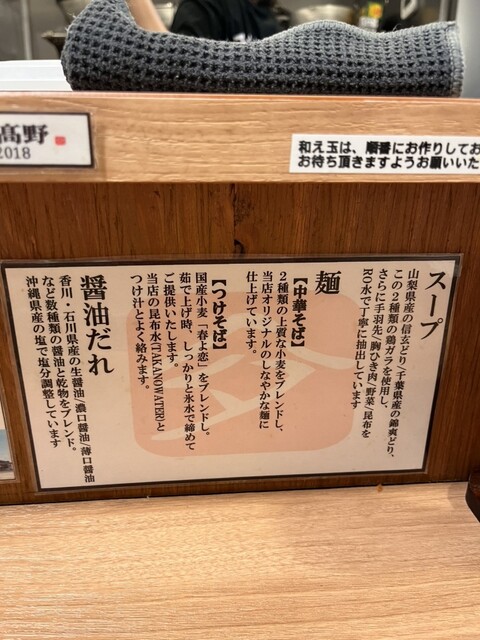 髙野
2018
和え玉は、順番にお作りしてお
お待ち頂きますようお願いいた
スープ
山梨県産の信玄どり/千葉県産の錦爽どり、
この2種類の鶏ガラを使用し、
さらに手羽先/胸ひき肉/野菜/昆布を
RO水で丁寧に抽出しています
麺
【中華そば】
2種類の上質な小麦をブレンドし、
当店オリジナルのしなやかな麺に
仕上げています。
【つけそば】
国産小麦「春よ恋」をブレンドし。
茹で上げ時、しっかりと氷水で締めて
ご提供いたします。
当店の昆布水(TAKANOWATER)と
つけ汁とよく絡みます。
醤油だれ
香川・石川県産の生醤油/濃口醤油/薄口醤油
など数種類の醤油と乾物をブレンド。
沖縄県産の塩で塩分調整しています